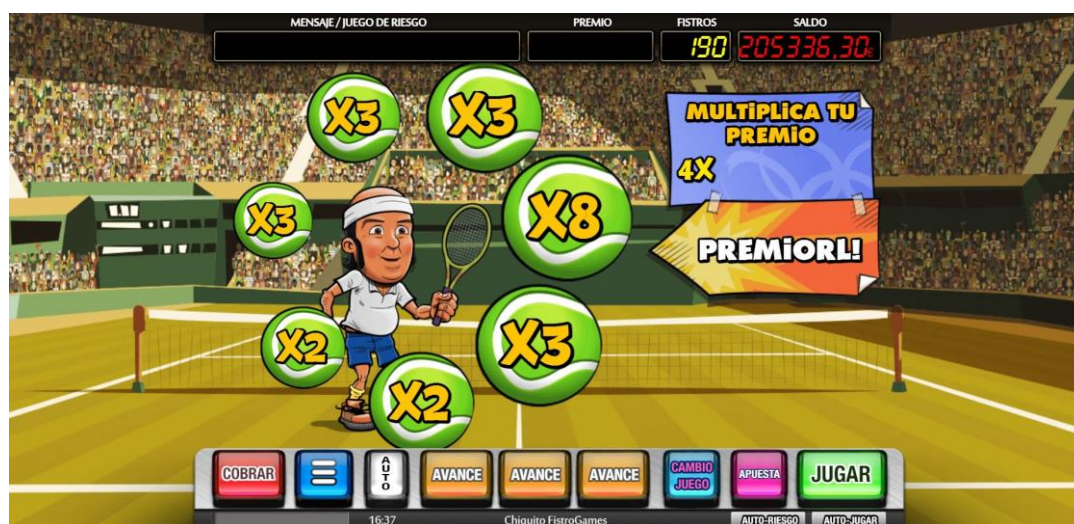 MENSAJE / JUEGO DE RIESGO PREMIO FISTROS SALDO
190 205336,30€
X3 X3
MULTIPLICA TU
PREMIO
4X
X3 X8
PREMIORL!
X2 X3
X2
COBRAR AUTO AVANCE AVANCE AVANCE CAMBIO JUEGO APUESTA JUGAR
16:37 Chiquito FistroGames AUTO-RIESGO AUTO-JUGAR